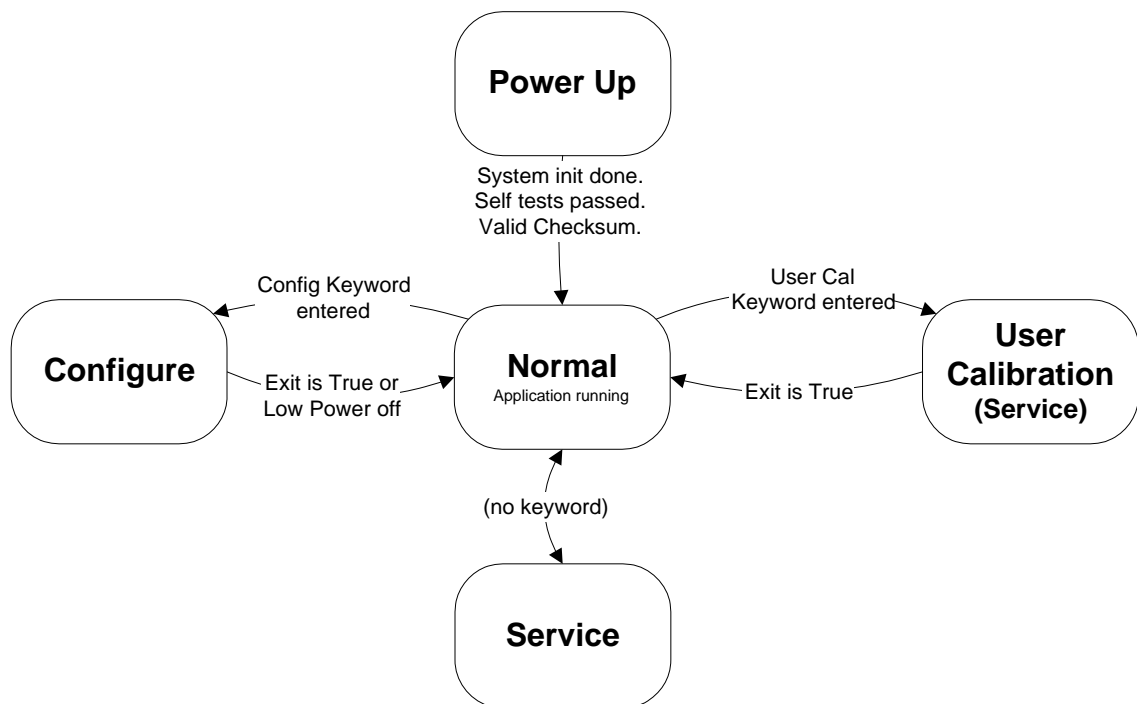 Power Up
System init done.
Self tests passed.
Valid Checksum.
Config Keyword
entered
User Cal
Keyword entered
Configure
Exit is True or
Low Power off
Normal
Application running
Exit is True
User
Calibration
(Service)
(no keyword)
Service